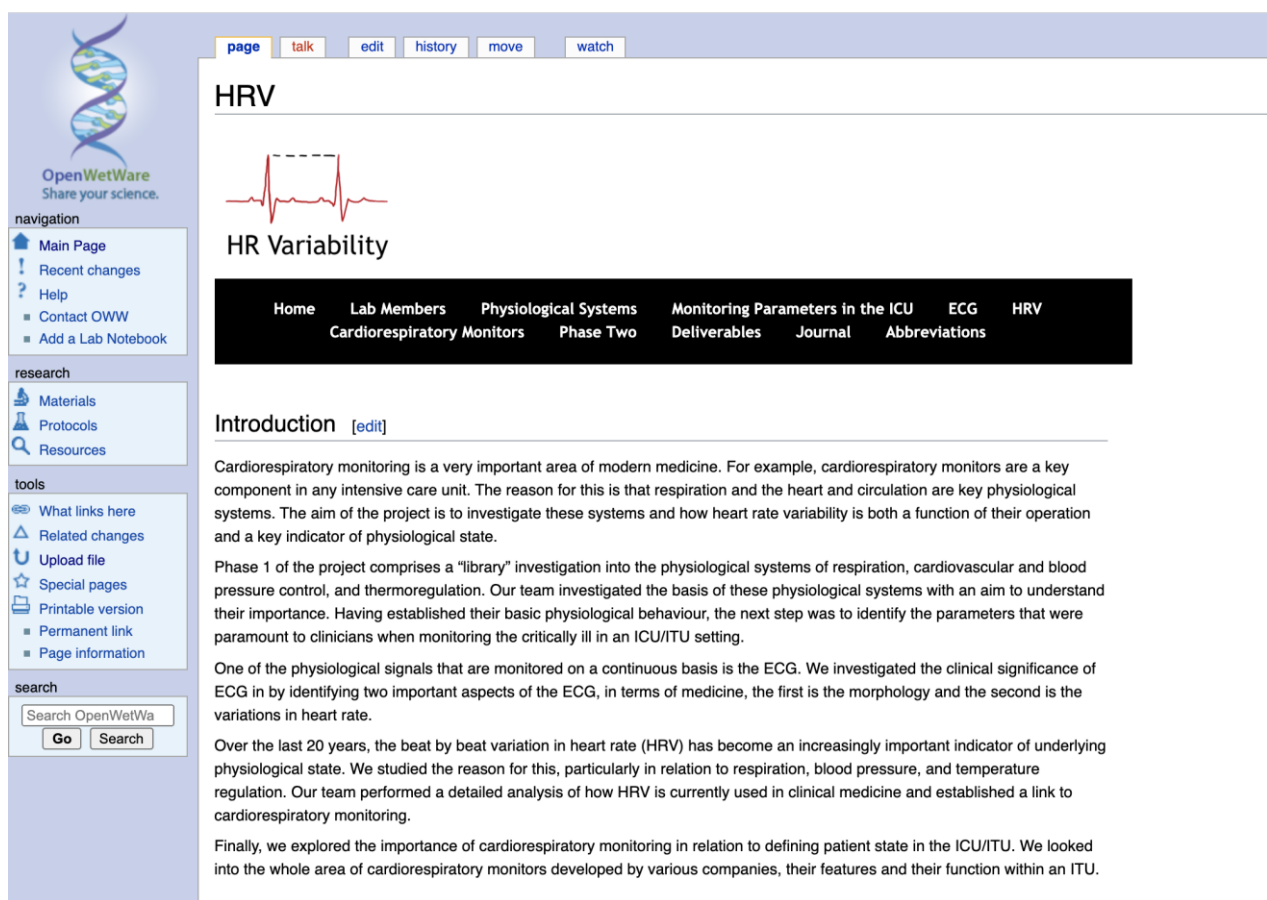 OpenWetWare
Share your science.
navigation
Main Page
Recent changes
Help
Contact OWW
Add a Lab Notebook
research
Materials
Protocols
Resources
tools
What links here
Related changes
Upload file
Special pages
Printable version
Permanent link
Page information
search
Search OpenWetWa
Go Search
page talk edit history move watch
HRV
HR Variability
Home Lab Members Physiological Systems Monitoring Parameters in the ICU ECG HRV
Cardiorespiratory Monitors Phase Two Deliverables Journal Abbreviations
Introduction [edit]
Cardiorespiratory monitoring is a very important area of modern medicine. For example, cardiorespiratory monitors are a key
component in any intensive care unit. The reason for this is that respiration and the heart and circulation are key physiological
systems. The aim of the project is to investigate these systems and how heart rate variability is both a function of their operation
and a key indicator of physiological state.
Phase 1 of the project comprises a “library” investigation into the physiological systems of respiration, cardiovascular and blood
pressure control, and thermoregulation. Our team investigated the basis of these physiological systems with an aim to understand
their importance. Having established their basic physiological behaviour, the next step was to identify the parameters that were
paramount to clinicians when monitoring the critically ill in an ICU/ITU setting.
One of the physiological signals that are monitored on a continuous basis is the ECG. We investigated the clinical significance of
ECG in by identifying two important aspects of the ECG, in terms of medicine, the first is the morphology and the second is the
variations in heart rate.
Over the last 20 years, the beat by beat variation in heart rate (HRV) has become an increasingly important indicator of underlying
physiological state. We studied the reason for this, particularly in relation to respiration, blood pressure, and temperature
regulation. Our team performed a detailed analysis of how HRV is currently used in clinical medicine and established a link to
cardiorespiratory monitoring.
Finally, we explored the importance of cardiorespiratory monitoring in relation to defining patient state in the ICU/ITU. We looked
into the whole area of cardiorespiratory monitors developed by various companies, their features and their function within an ITU.